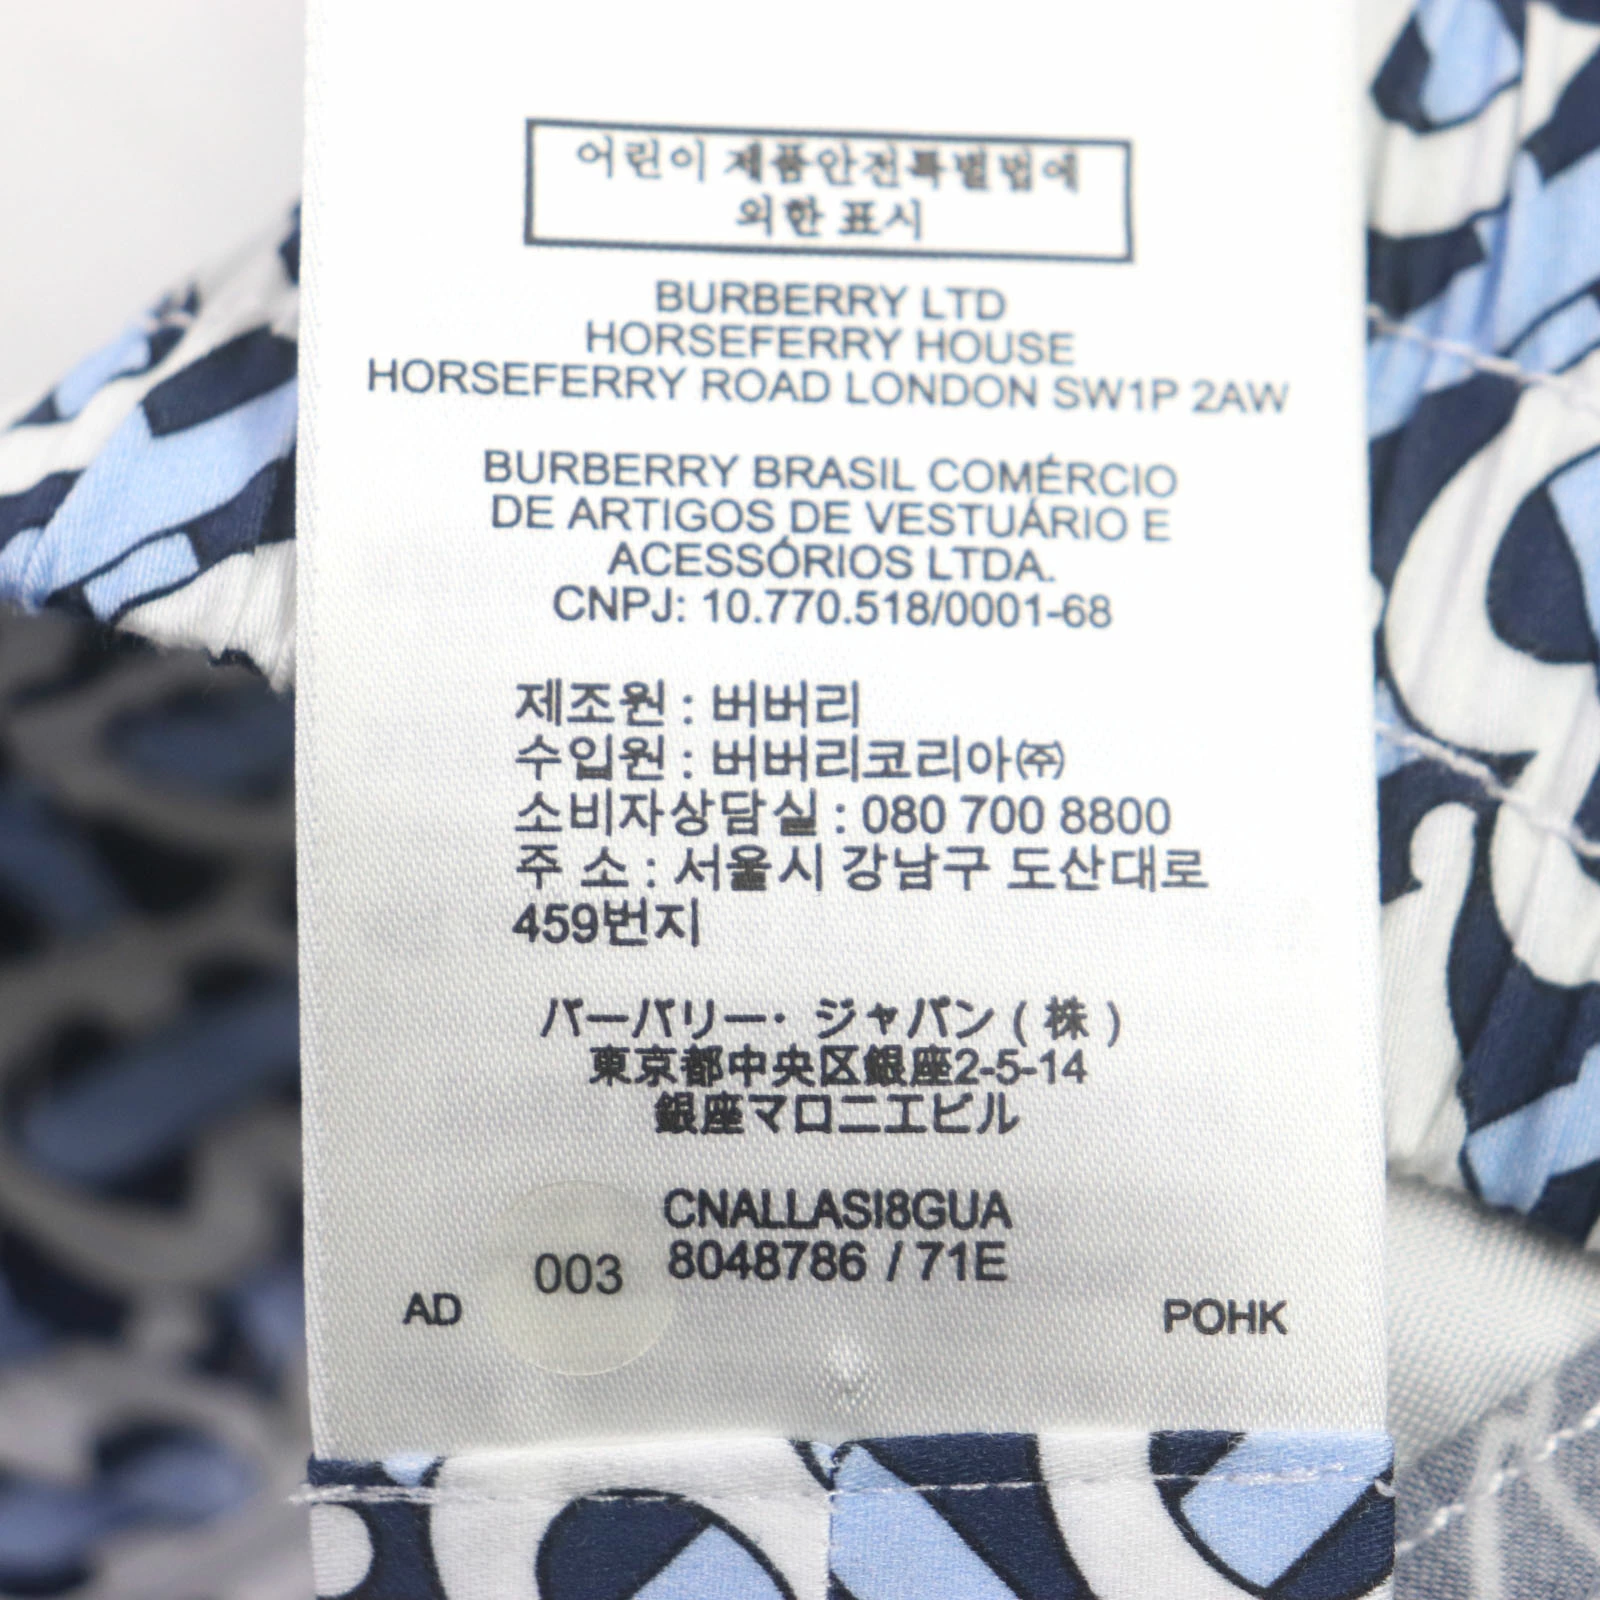 어린이 제품안전특별법에
의한 표시
BURBERRY LTD
HORSEFERRY HOUSE
HORSEFERRY ROAD LONDON SW1P 2AW
BURBERRY BRASIL COMÉRCIO
DE ARTIGOS DE VESTUÁRIO E
ACESSÓRIOS LTDA.
CNPJ: 10.770.518/0001-68
제조원 : 버버리
수입원 : 버버리코리아㈜
소비자상담실 : 080 700 8800
주 소 : 서울시 강남구 도산대로
459번지
バーバリー・ジャパン ( 株 )
東京都中央区銀座2-5-14
銀座マロニエビル
CNALLASI8GUA
003 8048786 / 71E
AD POHK